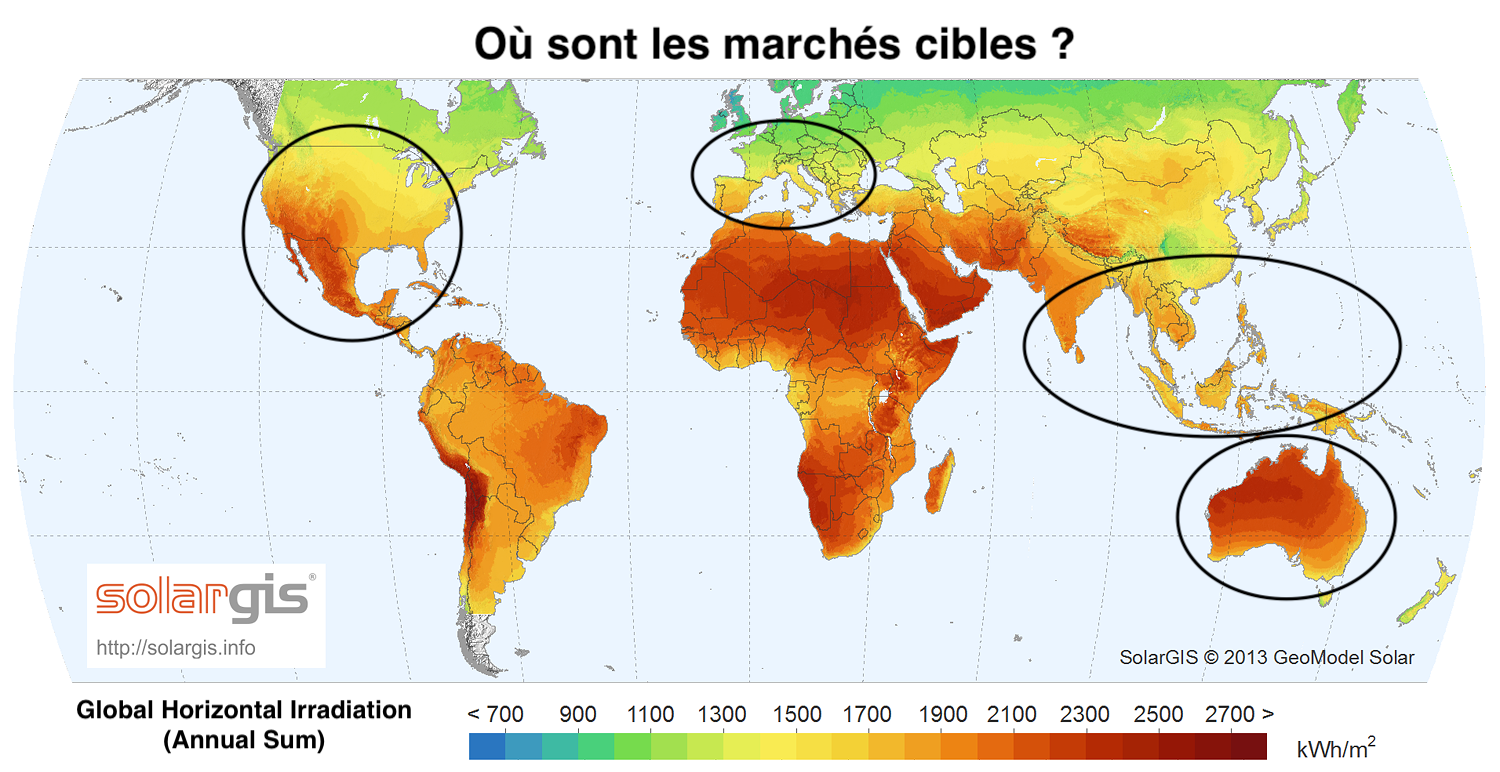 Où sont les marchés cibles ?
solargis®
http://solargis.info
SolarGIS © 2013 GeoModel Solar
Global Horizontal Irradiation
(Annual Sum)
< 700 900 1100 1300 1500 1700 1900 2100 2300 2500 2700 >
kWh/m²